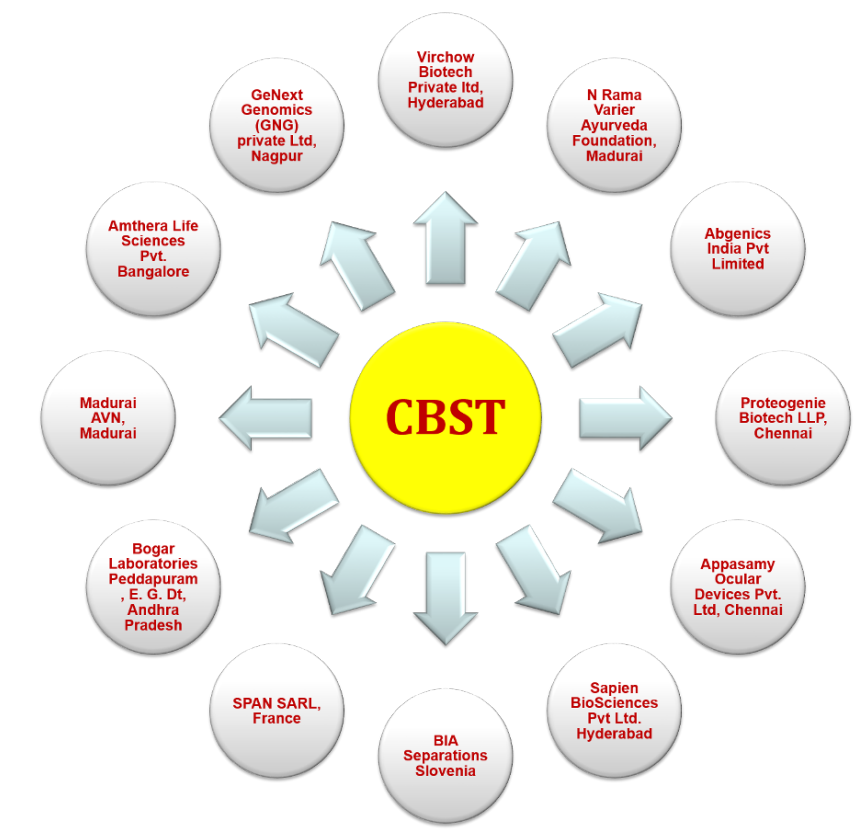 Virchow
Biotech
Private ltd,
Hyderabad
N Rama
Varier
Ayurveda
Foundation,
Madurai
Abgenics
India Pvt
Limited
Proteogenie
Biotech LLP,
Chennai
Appasamy
Ocular
Devices Pvt.
Ltd, Chennai
Sapien
BioSciences
Pvt Ltd.
Hyderabad
BIA
Separations
Slovenia
SPAN SARL,
France
Bogar
Laboratories
Peddapuram
, E. G. Dt,
Andhra
Pradesh
Madurai
AVN,
Madurai
Amthera Life
Sciences
Pvt.
Bangalore
GeNext
Genomics
(GNG)
private Ltd,
Nagpur
CBST